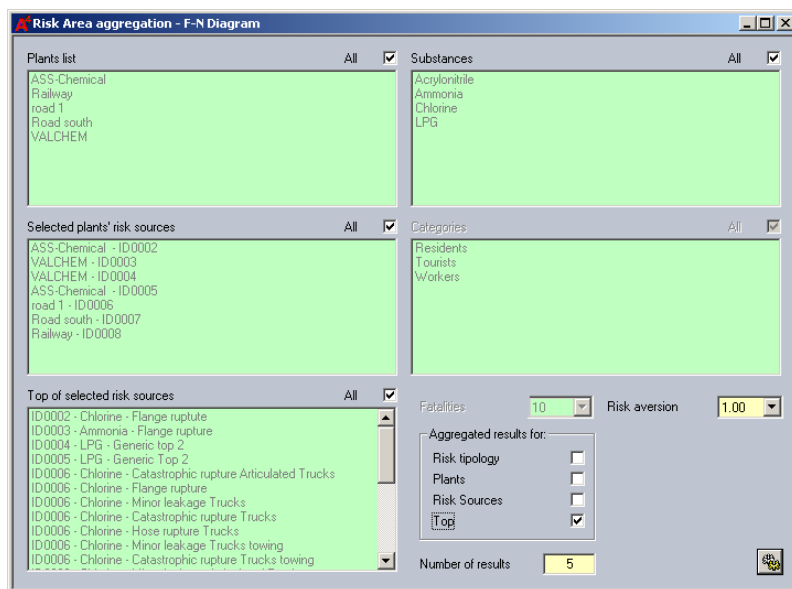 Risk Area aggregation - F-N Diagram
Plants list All
ASS-Chemical
Railway
road 1
Road south
VALCHEM
Substances All
Acrylonitrile
Ammonia
Chlorine
LPG
Selected plants' risk sources All
ASS-Chemical - ID0002
VALCHEM - ID0003
VALCHEM - ID0004
ASS-Chemical - ID0005
road 1 - ID0006
Road south - ID0007
Railway - ID0008
Categories All
Residents
Tourists
Workers
Top of selected risk sources All
ID0002 - Chlorine - Flange ruptute
ID0003 - Ammonia - Flange rupture
ID0004 - LPG - Generic top 2
ID0005 - LPG - Generic Top 2
ID0006 - Chlorine - Catastrophic rupture Articulated Trucks
ID0006 - Chlorine - Flange rupture
ID0006 - Chlorine - Minor leakage Trucks
ID0006 - Chlorine - Catastrophic rupture Trucks
ID0006 - Chlorine - Hose rupture Trucks
ID0006 - Chlorine - Minor leakage Trucks towing
ID0006 - Chlorine - Catastrophic rupture Trucks towing
Fatalities 10 Risk aversion 1.00
Aggregated results for:
Risk tipology
Plants
Risk Sources
Top
Number of results 5